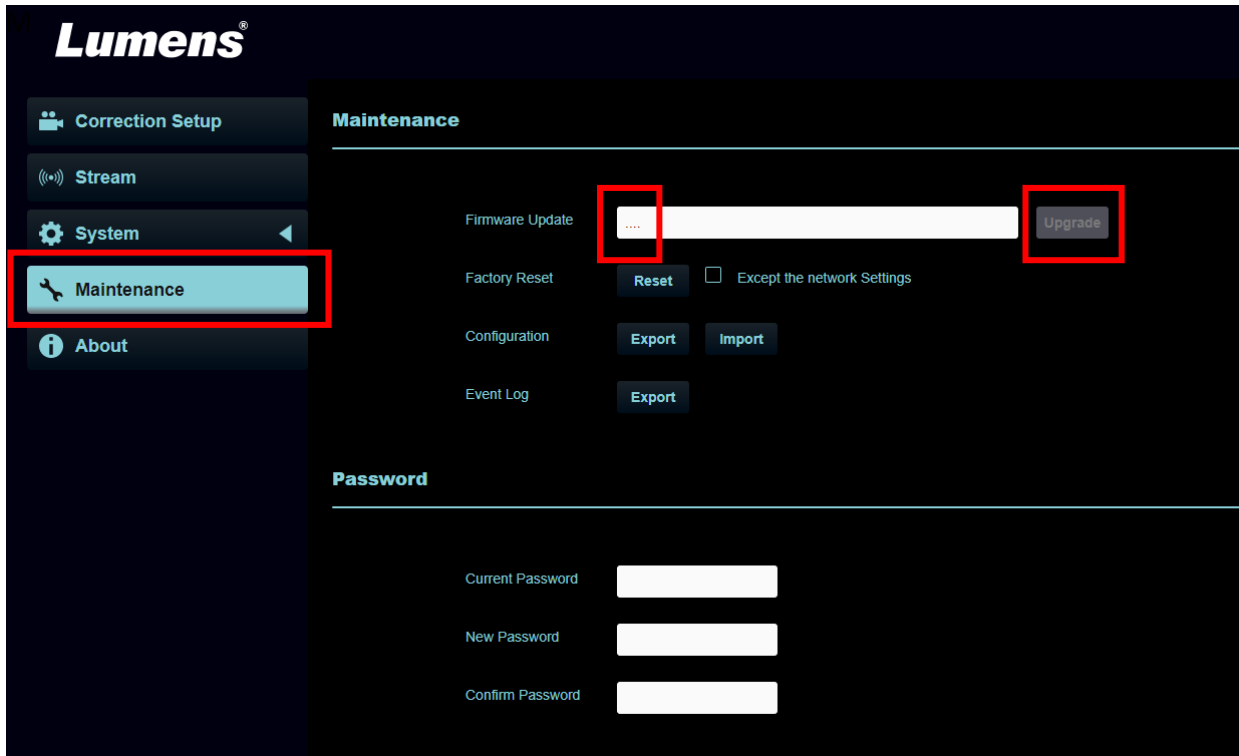 Lumens®
Correction Setup
Stream
System
Maintenance
About
Maintenance
Firmware Update .... Upgrade
Factory Reset Reset Except the network Settings
Configuration Export Import
Event Log Export
Password
Current Password
New Password
Confirm Password